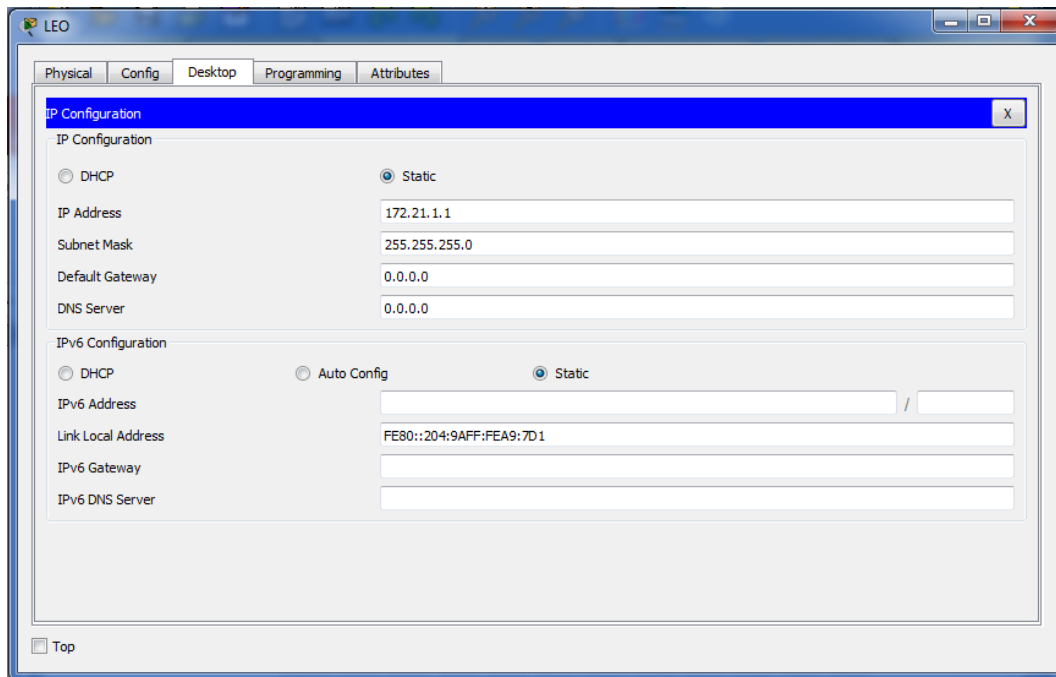 LEO
Physical Config Desktop Programming Attributes
IP Configuration X
IP Configuration
DHCP Static
IP Address 172.21.1.1
Subnet Mask 255.255.255.0
Default Gateway 0.0.0.0
DNS Server 0.0.0.0
IPv6 Configuration
DHCP Auto Config Static
IPv6 Address /
Link Local Address FE80::204:9AFF:FEA9:7D1
IPv6 Gateway
IPv6 DNS Server
Top